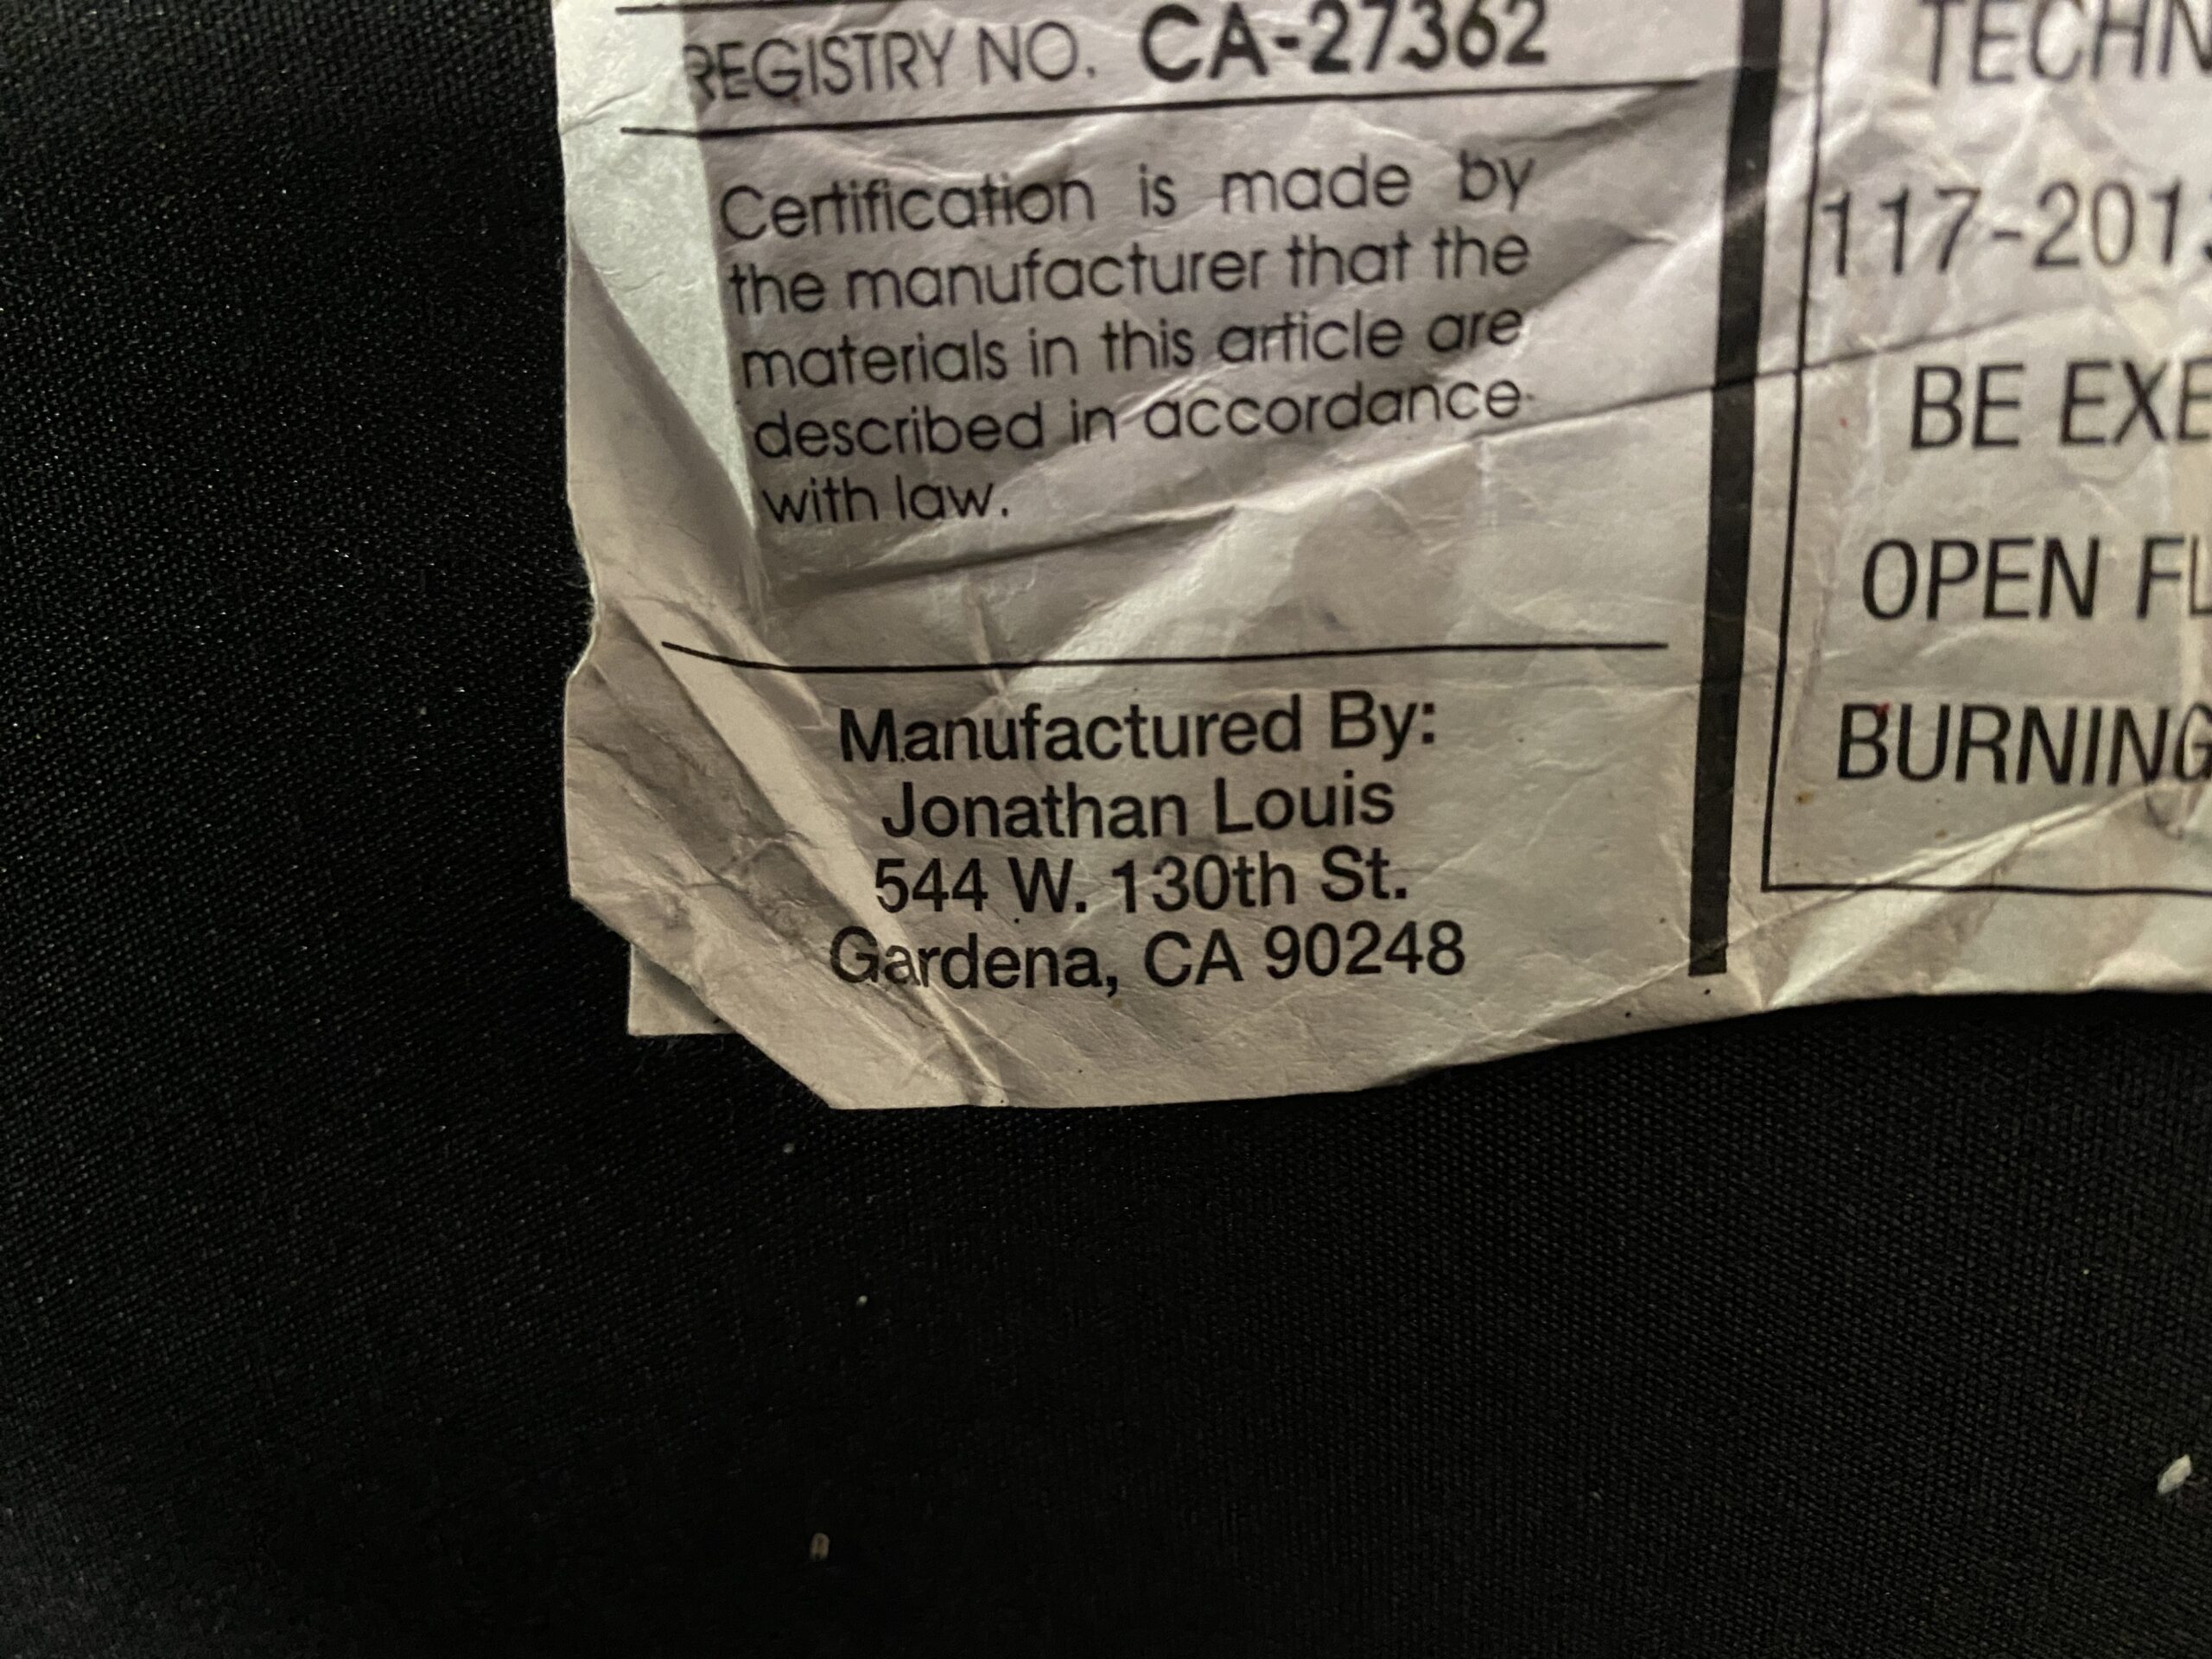 REGISTRY NO. CA-27362
Certification is made by
the manufacturer that the
materials in this article are
described in accordance
with law.
Manufactured By:
Jonathan Louis
544 W. 130th St.
Gardena, CA 90248
TECHN
117-201
BE EXE
OPEN FL
BURNING